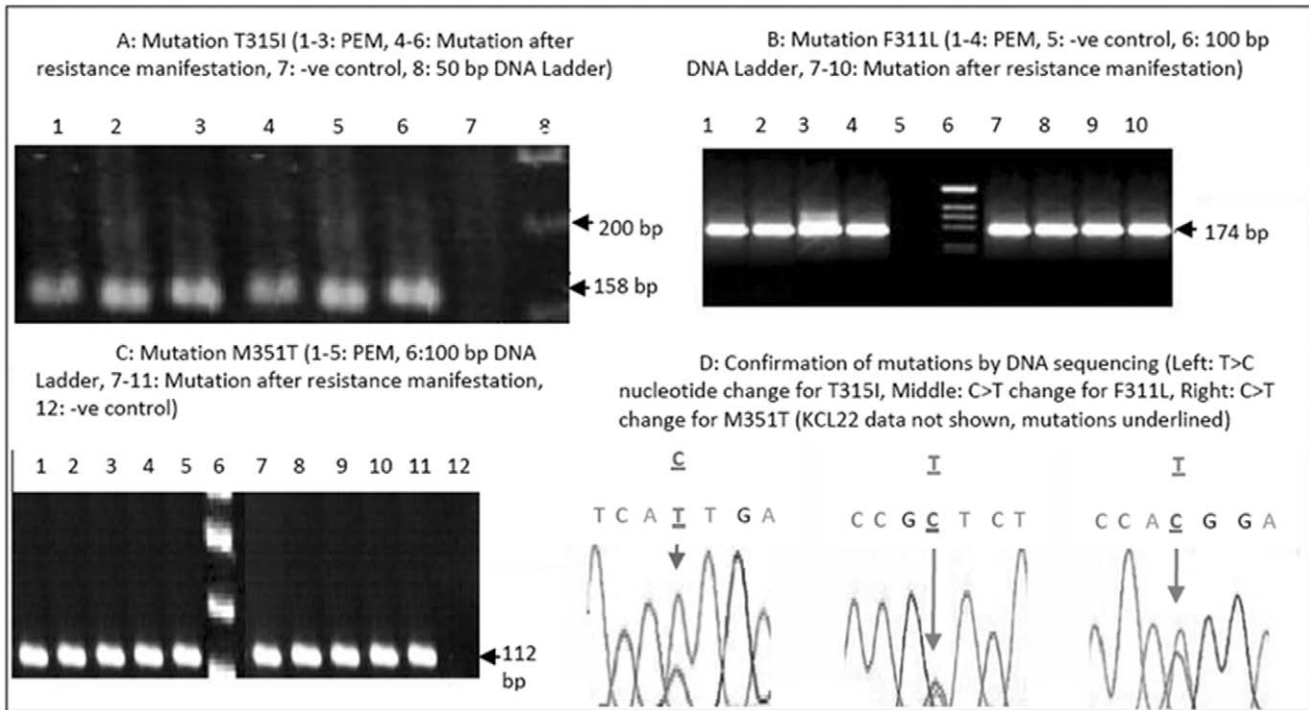 A: Mutation T315I (1-3: PEM, 4-6: Mutation after
resistance manifestation, 7: -ve control, 8: 50 bp DNA Ladder)
1 2 3 4 5 6 7 8
200 bp
158 bp
B: Mutation F311L (1-4: PEM, 5: -ve control, 6: 100 bp
DNA Ladder, 7-10: Mutation after resistance manifestation)
1 2 3 4 5 6 7 8 9 10
174 bp
C: Mutation M351T (1-5: PEM, 6:100 bp DNA
Ladder, 7-11: Mutation after resistance manifestation,
12: -ve control)
1 2 3 4 5 6 7 8 9 10 11 12
112
bp
D: Confirmation of mutations by DNA sequencing (Left: T>C
nucleotide change for T315I, Middle: C>T change for F311L, Right: C>T
change for M351T (KCL22 data not shown, mutations underlined)
C T T
T C A T T G A C C G C T C T C C A C G G A